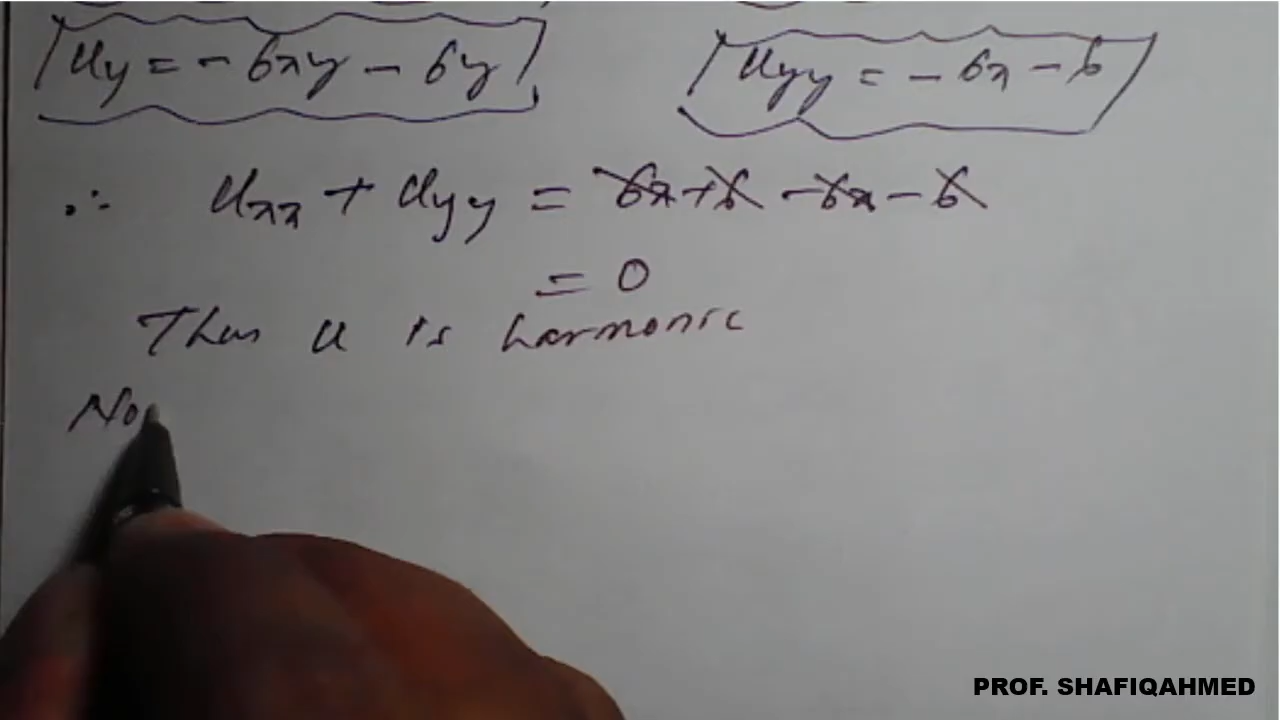 uy = - 6xy - 6y uyy = - 6x - 6
∴ uxx + uyy = 6x + 6 - 6x - 6
= 0
Thus u is harmonic
No
PROF. SHAFIQAHMED